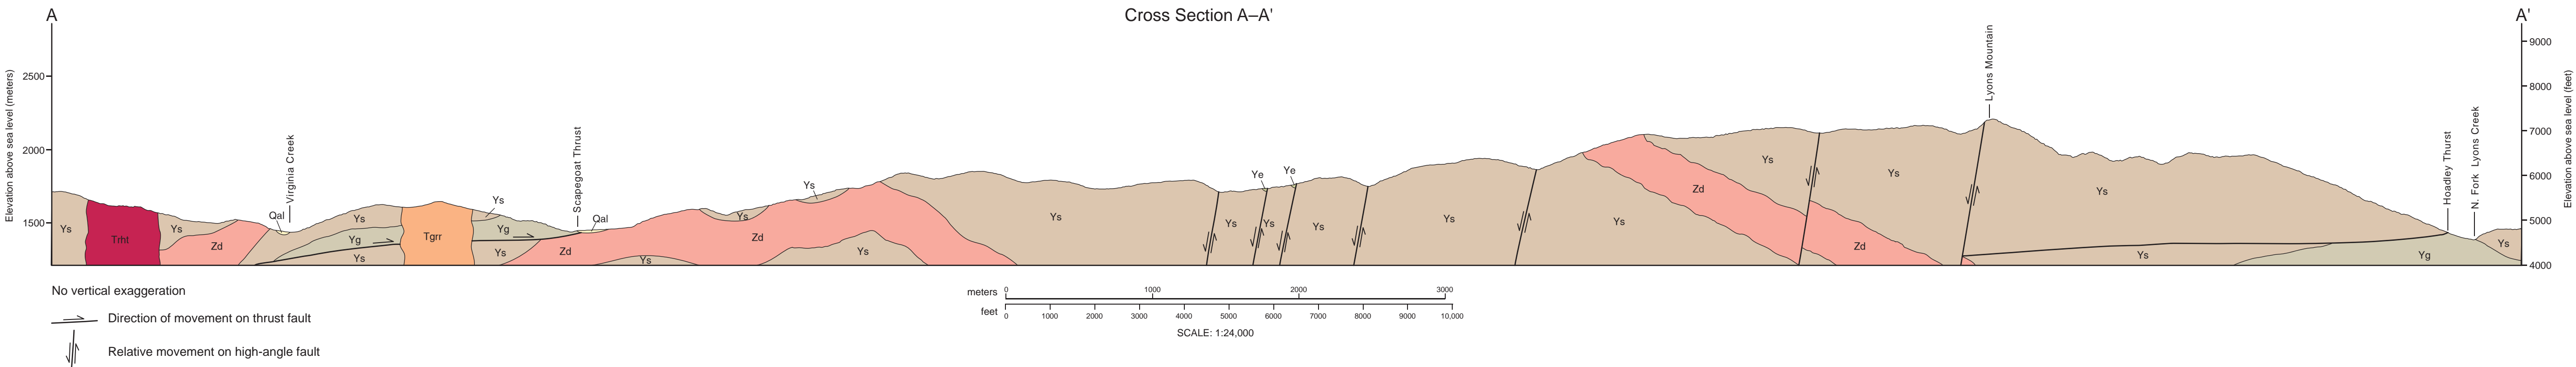 Cross Section A–A'
A
A'
Elevation above sea level (meters)
2500
2000
1500
Elevation above sea level (feet)
9000
8000
7000
6000
5000
4000
Virginia Creek
Scapegoat Thrust
Lyons Mountain
Hoadley Thurst
N. Fork Lyons Creek
Ys
Trht
Ys
Zd
Qal
Ys
Yg
Ys
Tgrr
Ys
Yg
Ys
Zd
Qal
Ys
Ys
Zd
Ys
Ys
Ys
Ys
Ye
Ys
Ye
Ys
Ys
Ys
Zd
Ys
Zd
Ys
Ys
Ys
Yg
Ys
No vertical exaggeration
Direction of movement on thrust fault
Relative movement on high-angle fault
meters
0 1000 2000 3000
feet
0 1000 2000 3000 4000 5000 6000 7000 8000 9000 10,000
SCALE: 1:24,000